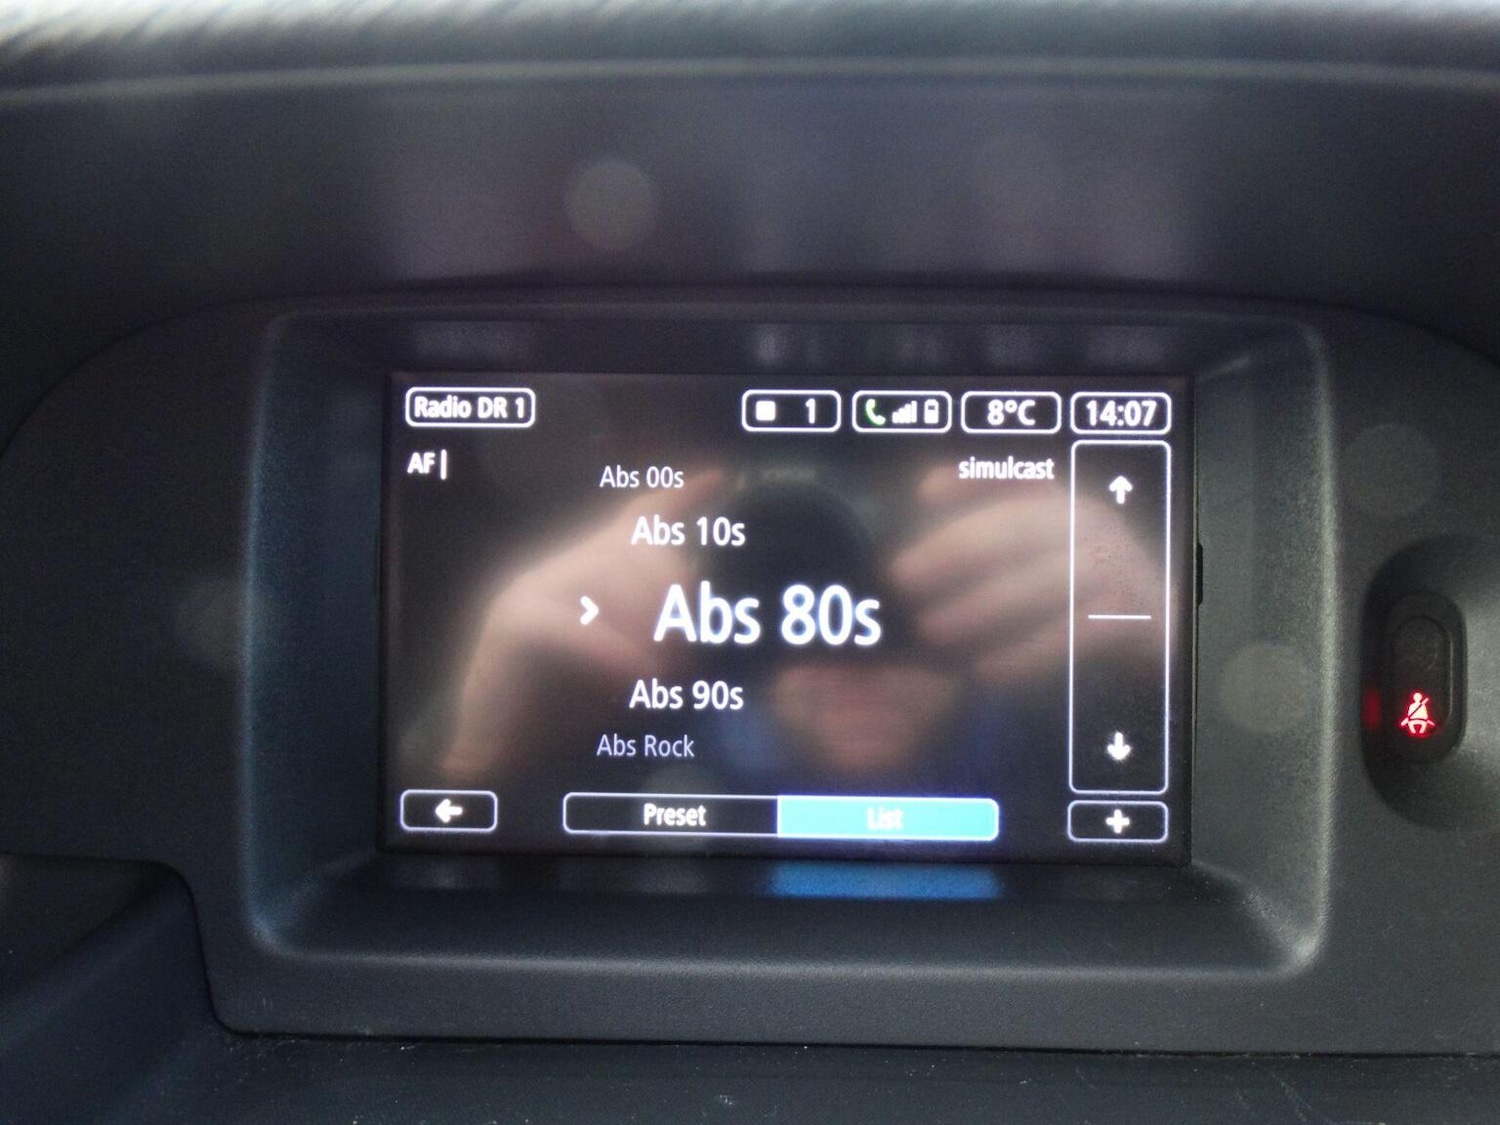 Radio DR 1
1
8°C
14:07
AF
simulcast
Abs 00s
Abs 10s
Abs 80s
Abs 90s
Abs Rock
Preset
List